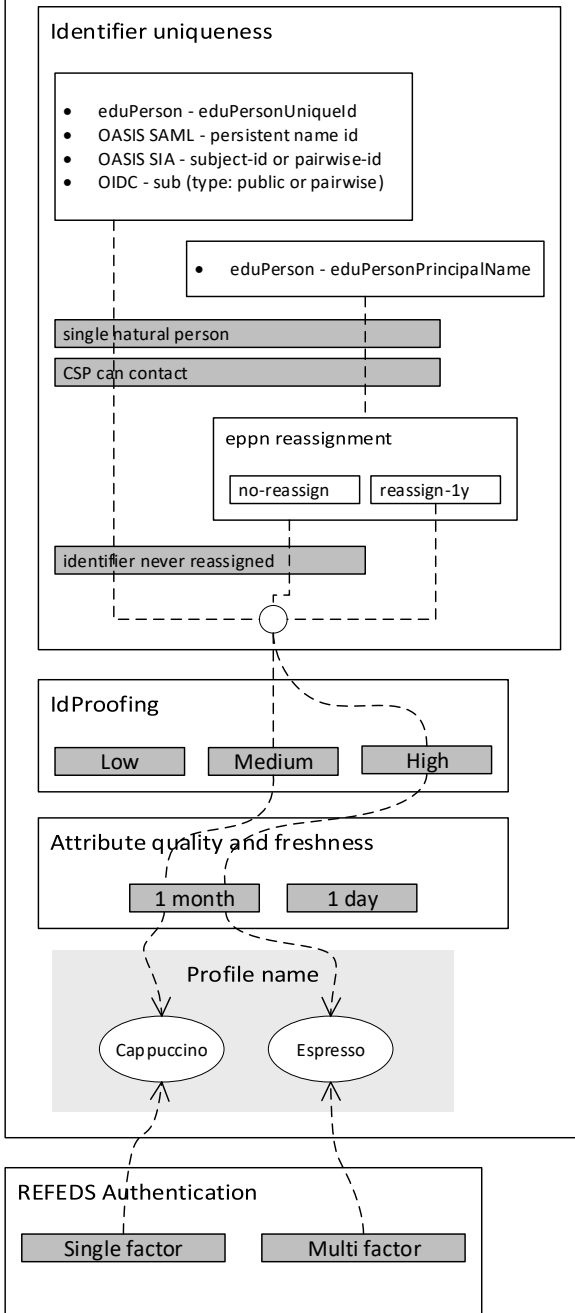 Identifier uniqueness
• eduPerson - eduPersonUniqueId
• OASIS SAML - persistent name id
• OASIS SIA - subject-id or pairwise-id
• OIDC - sub (type: public or pairwise)
• eduPerson - eduPersonPrincipalName
single natural person
CSP can contact
eppn reassignment
no-reassign
reassign-1y
identifier never reassigned
IdProofing
Low
Medium
High
Attribute quality and freshness
1 month
1 day
Profile name
Cappuccino
Espresso
REFEDS Authentication
Single factor
Multi factor